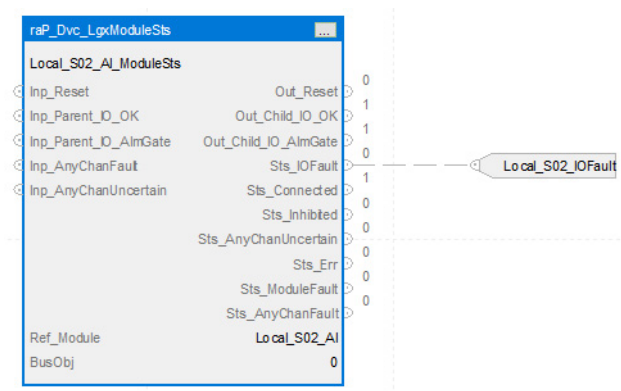 raP_Dvc_LgxModuleSts ...
Local_S02_AI_ModuleSts
0
Inp_Reset Out_Reset
1
Inp_Parent_IO_OK Out_Child_IO_OK
1
Inp_Parent_IO_AlmGate Out_Child_IO_AlmGate
0
Inp_AnyChanFault Sts_IOFault Local_S02_IOFault
1
Inp_AnyChanUncertain Sts_Connected
0
Sts_Inhibited
0
Sts_AnyChanUncertain
0
Sts_Err
0
Sts_ModuleFault
0
Sts_AnyChanFault
Ref_Module Local_S02_AI
BusObj 0